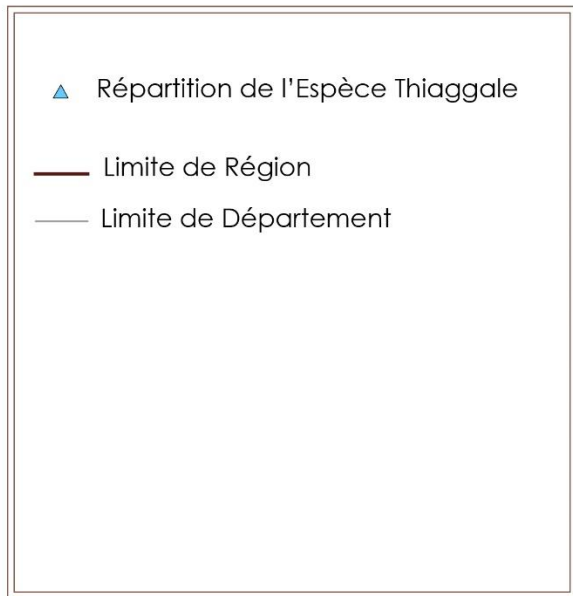 Répartition de l'Espèce Thiaggale
Limite de Région
Limite de Département